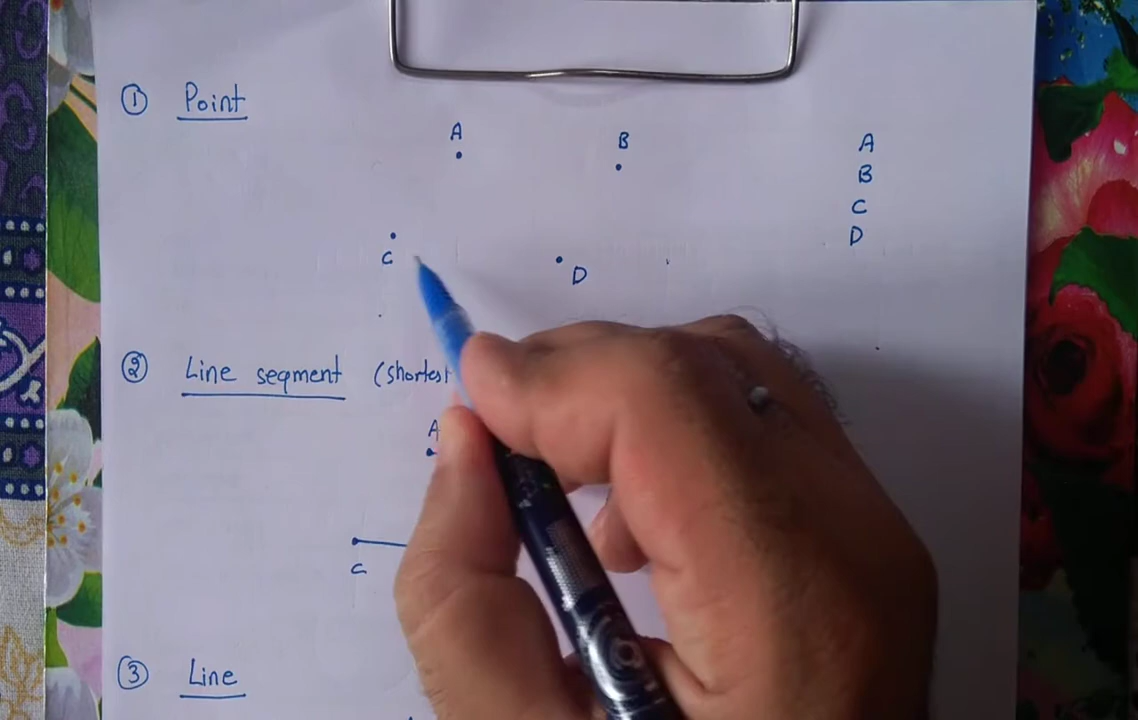 ① Point
A B
A
B
C
D
C D
② Line segment (shortest
A
C
③ Line